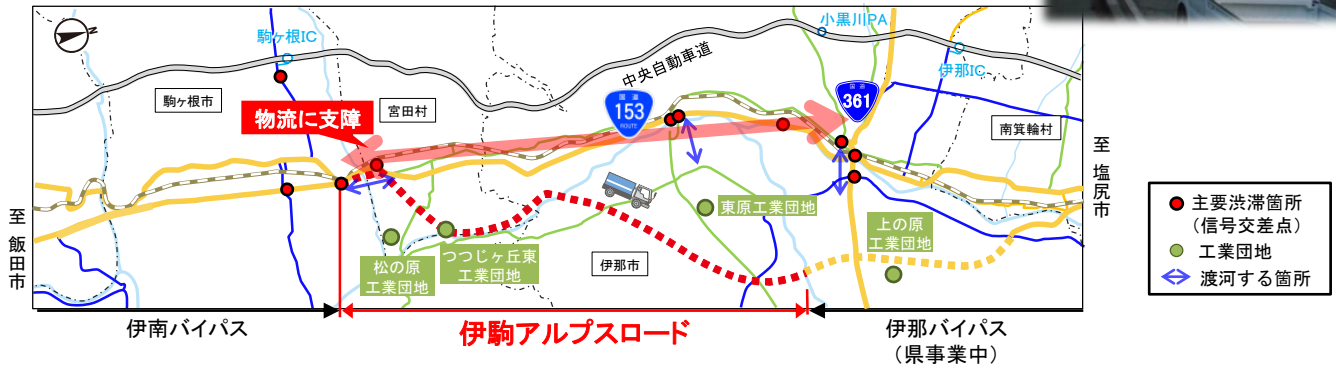 N
小黒川PA
駒ヶ根IC
伊那IC
中央自動車道
駒ヶ根市
宮田村
国道
153
ROUTE
国道
361
物流に支障
南箕輪村
至 塩尻市
至 飯田市
東原工業団地
上の原
工業団地
つつじヶ丘東
工業団地
松の原
工業団地
伊那市
主要渋滞箇所
(信号交差点)
工業団地
渡河する箇所
伊南バイパス
伊駒アルプスロード
伊那バイパス
(県事業中)